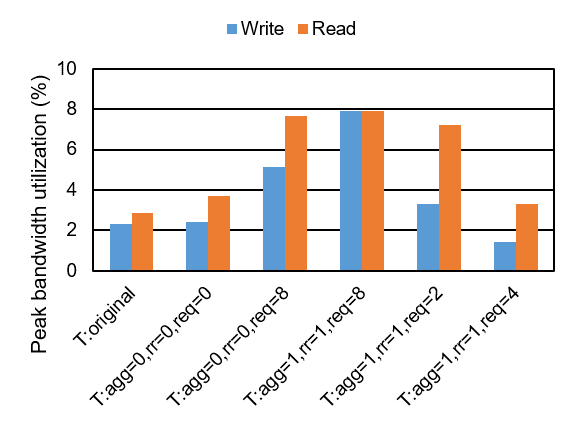 Write Read
Peak bandwidth utilization (%)
10
8
6
4
2
0
T:original
T:agg=0,rr=0,req=0
T:agg=0,rr=0,req=8
T:agg=1,rr=1,req=8
T:agg=1,rr=1,req=2
T:agg=1,rr=1,req=4